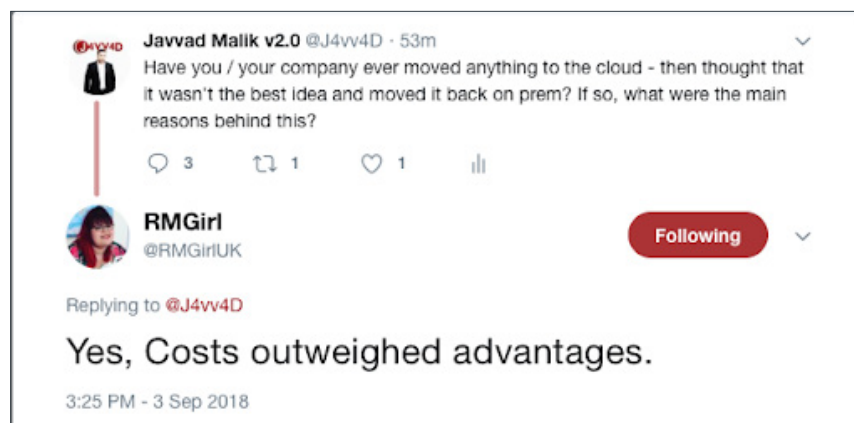 J4VV4D
Javvad Malik v2.0 @J4vv4D · 53m
Have you / your company ever moved anything to the cloud - then thought that
it wasn't the best idea and moved it back on prem? If so, what were the main
reasons behind this?
3 1 1
RMGirl
@RMGirlUK
Following
Replying to @J4vv4D
Yes, Costs outweighed advantages.
3:25 PM - 3 Sep 2018